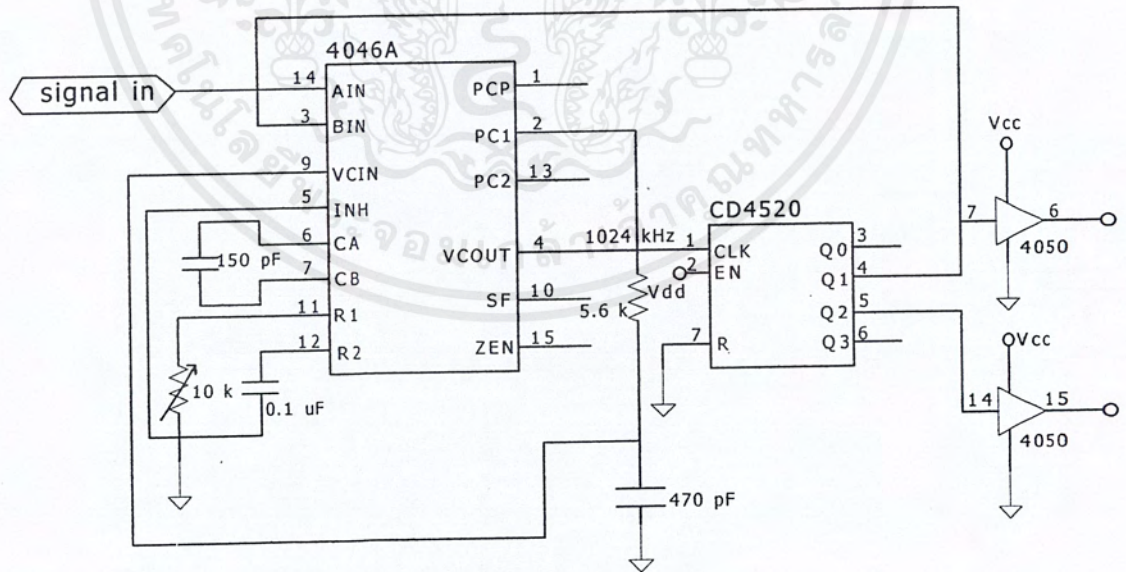 4046A
signal in
14
AIN
3
BIN
9
VCIN
5
INH
6
CA
7
CB
150 pF
11
R1
12
R2
10 k
0.1 uF
PCP
1
PC1
2
PC2
13
VCOUT
4
1024 kHz
SF
10
ZEN
15
5.6 k
470 pF
CD4520
1
CLK
2
EN
Vdd
7
R
Q0
3
Q1
4
Q2
5
Q3
6
Vcc
7
6
4050
Vcc
14
15
4050